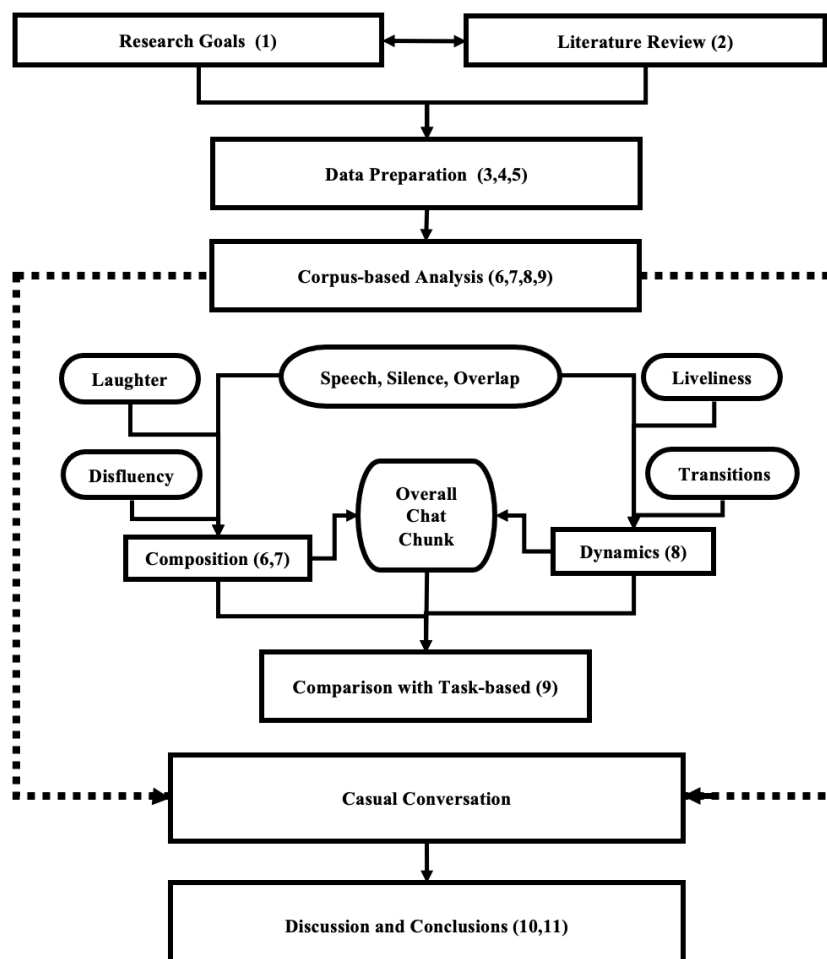 Research Goals (1)
Literature Review (2)
Data Preparation (3,4,5)
Corpus-based Analysis (6,7,8,9)
Laughter
Speech, Silence, Overlap
Liveliness
Disfluency
Overall
Chat
Chunk
Transitions
Composition (6,7)
Dynamics (8)
Comparison with Task-based (9)
Casual Conversation
Discussion and Conclusions (10,11)